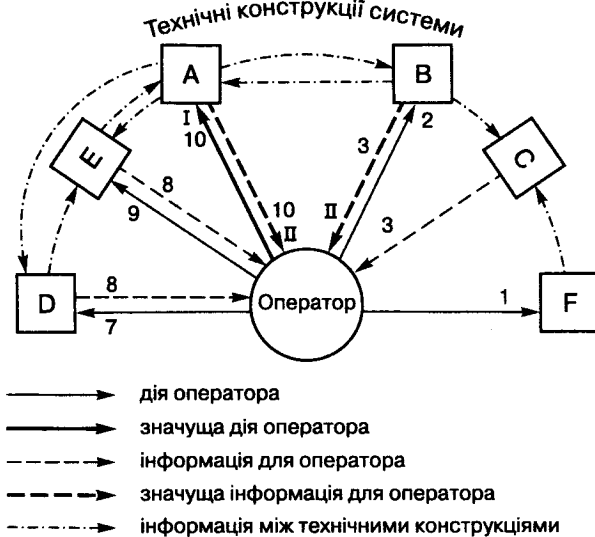 Технічні конструкції системи
A
B
I
10
2
3
E
C
8
9
10
II
II
3
D
8
7
Оператор
1
F
дія оператора
значуща дія оператора
інформація для оператора
значуща інформація для оператора
інформація між технічними конструкціями